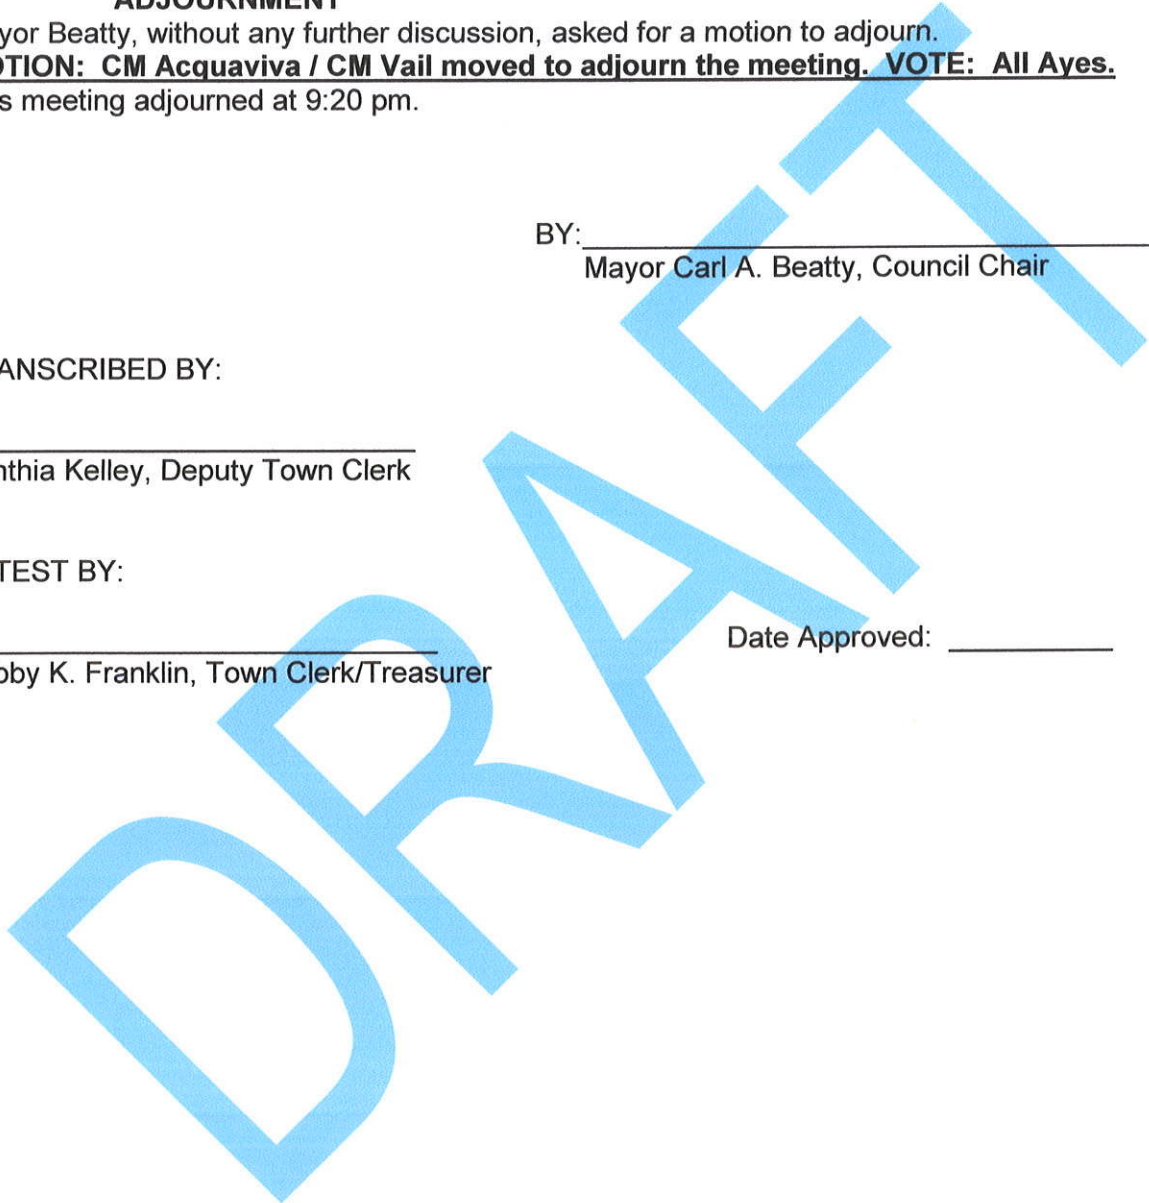 ADJOURNMENT
yor Beatty, without any further discussion, asked for a motion to adjourn.
OTION: CM Acquaviva / CM Vail moved to adjourn the meeting. VOTE: All Ayes.
s meeting adjourned at 9:20 pm.
BY:
Mayor Carl A. Beatty, Council Chair
ANSCRIBED BY:
nthia Kelley, Deputy Town Clerk
TEST BY:
Date Approved:
bby K. Franklin, Town Clerk/Treasurer
DRAFT